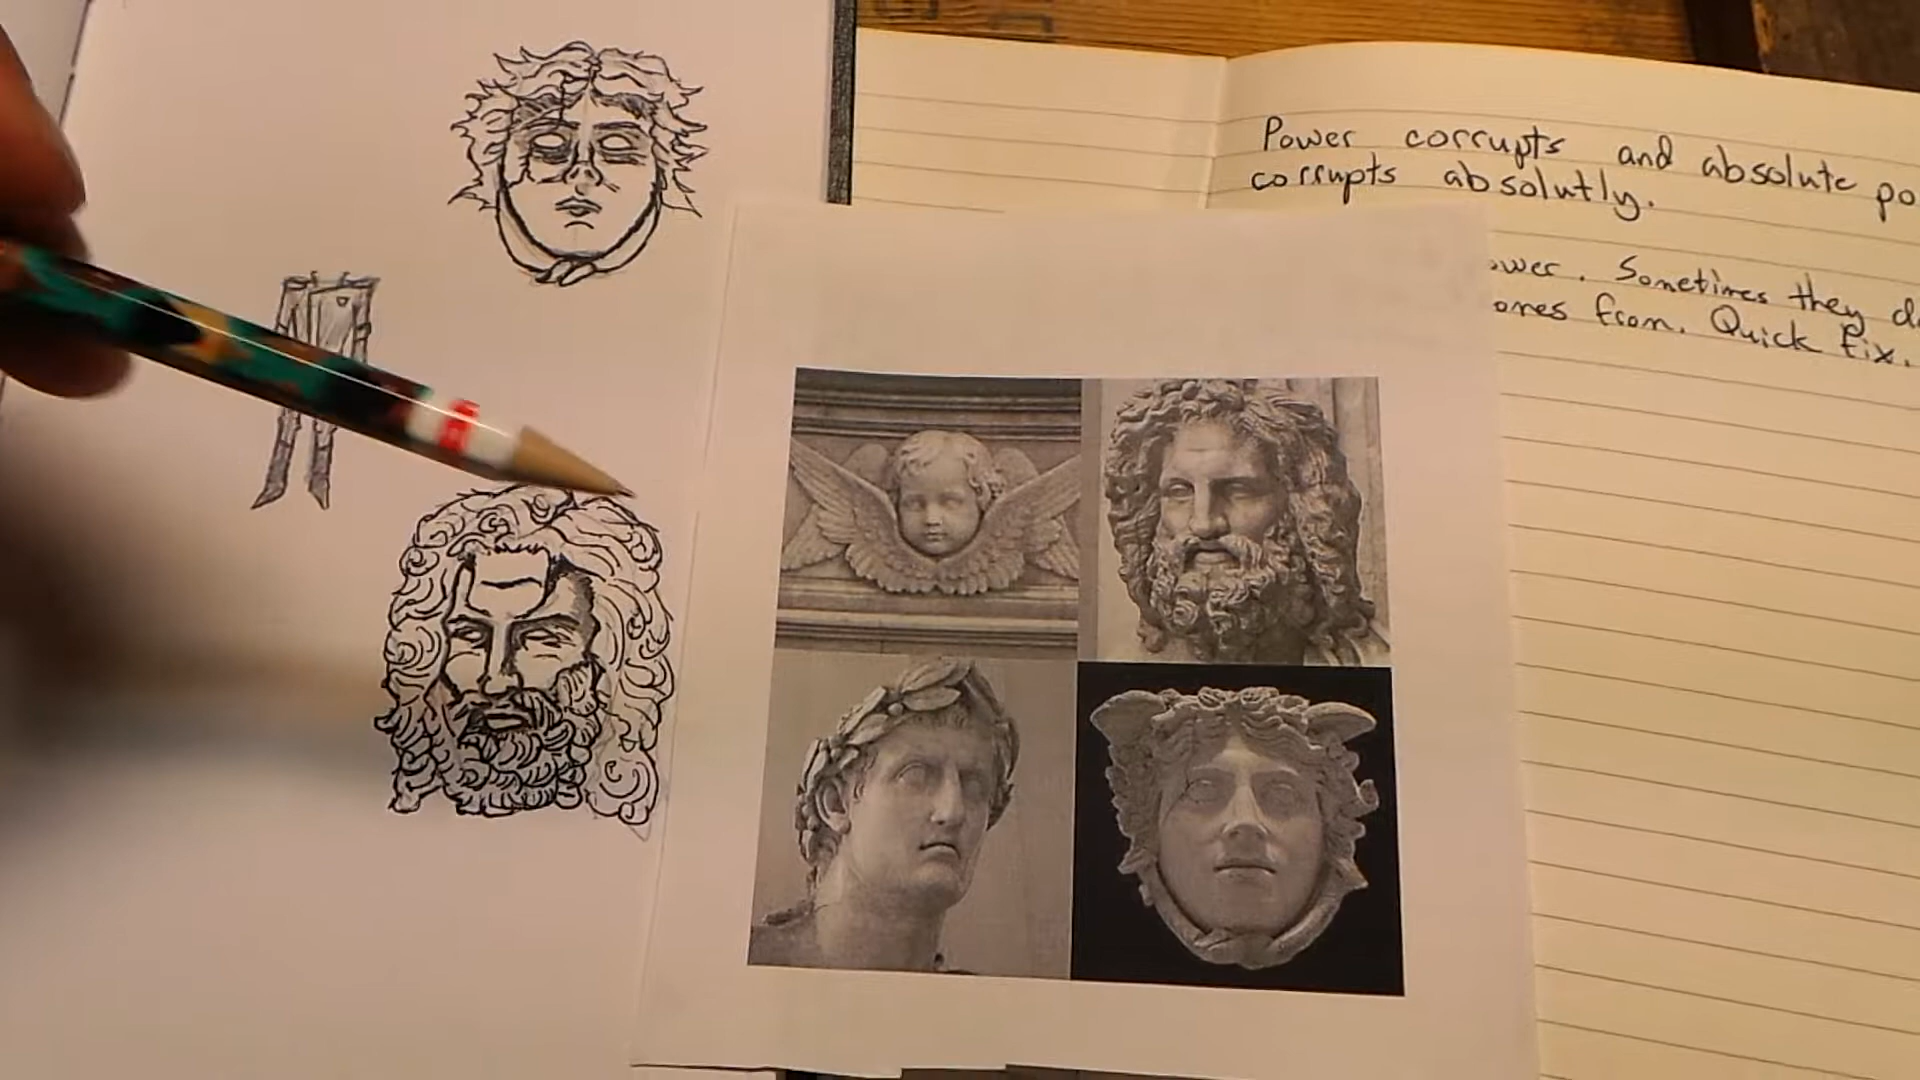 Power corrupts and absolute po
corrupts absolutly.
ower. Sometimes they d
ones from. Quick fix.